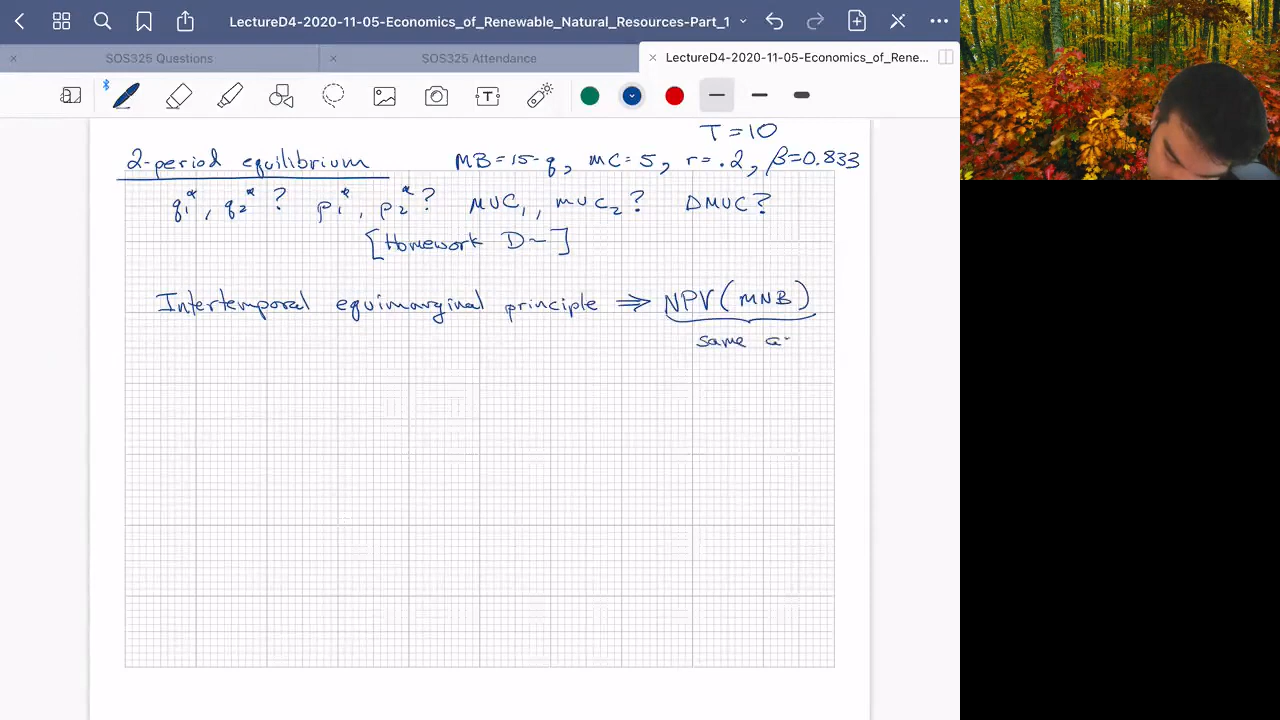 LectureD4-2020-11-05-Economics_of_Renewable_Natural_Resources-Part_1
SOS325 Questions
SOS325 Attendance
LectureD4-2020-11-05-Economics_of_Rene...
T = 10
2-period equilibrium MB = 15-q, MC = 5, r = .2, β = 0.833
q₁*, q₂* ? p₁*, p₂* ? MUC₁, MUC₂? ΔMUC?
[Homework D~]
Intertemporal equimarginal principle ⇒ NPV(MNB)
same